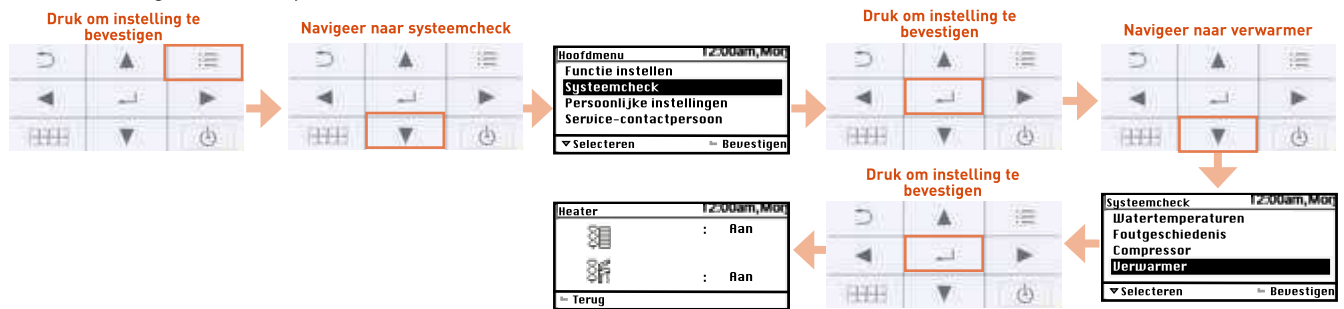 Druk om instelling te
bevestigen
Navigeer naar systeemcheck
Hoofdmenu 12:00am,Mon
Functie instellen
Systeemcheck
Persoonlijke instellingen
Service-contactpersoon
Selecteren Bevestigen
Druk om instelling te
bevestigen
Navigeer naar verwarmer
Systeemcheck 12:00am,Mon
Watertemperaturen
Foutgeschiedenis
Compressor
Verwarmer
Selecteren Bevestigen
Druk om instelling te
bevestigen
Heater 12:00am,Mon
: Aan
: Aan
Terug